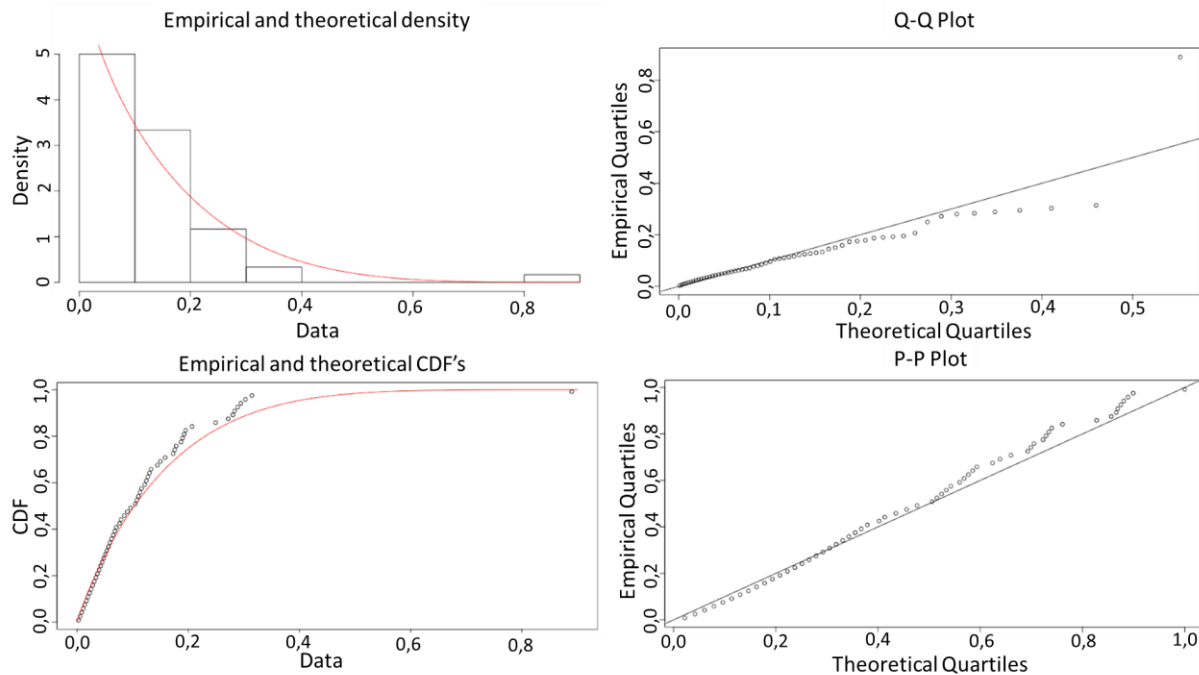 Empirical and theoretical density
Density
5
4
3
2
1
0
0,0 0,2 0,4 0,6 0,8
Data
Q-Q Plot
Empirical Quartiles
0,8
0,6
0,4
0,2
0,0
0,0 0,1 0,2 0,3 0,4 0,5
Theoretical Quartiles
Empirical and theoretical CDF's
CDF
1,0
0,8
0,6
0,4
0,2
0,0
0,0 0,2 0,4 0,6 0,8
Data
P-P Plot
Empirical Quartiles
1,0
0,8
0,6
0,4
0,2
0,0
0,0 0,2 0,4 0,6 0,8 1,0
Theoretical Quartiles